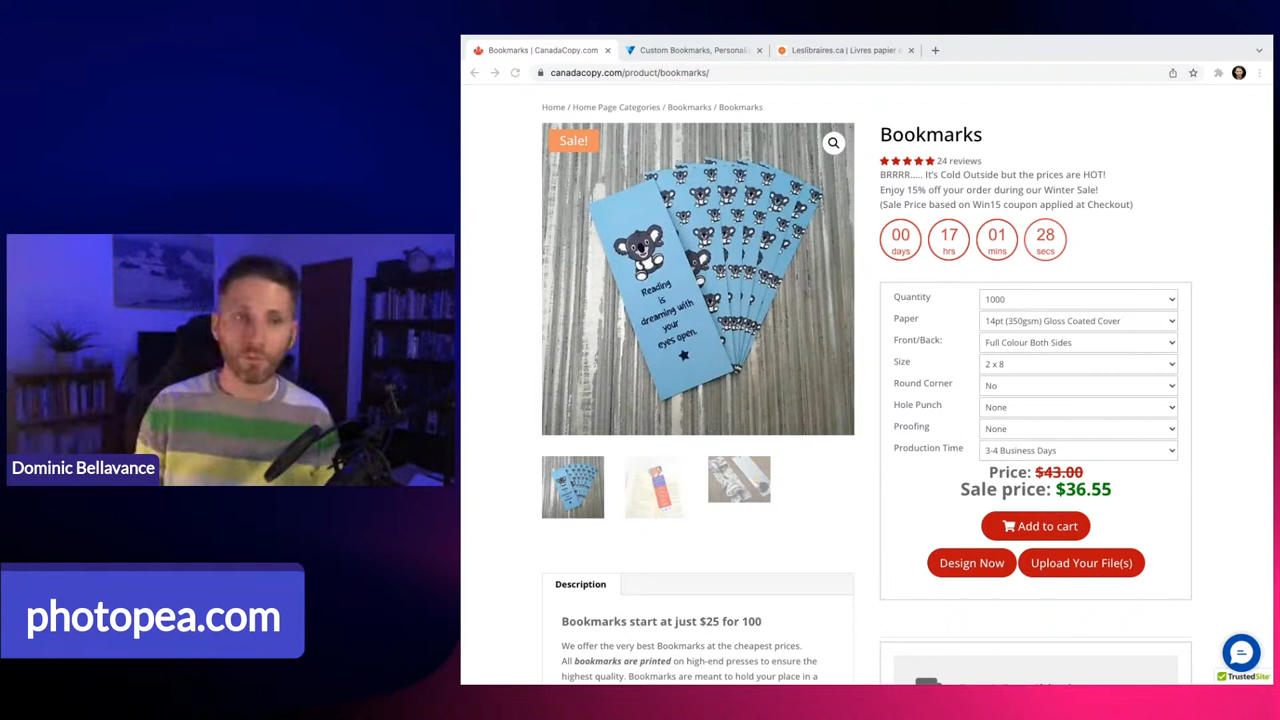 Bookmarks | CanadaCopy.com
Custom Bookmarks, Personali
Leslibraires.ca | Livres papier e
canadacopy.com/product/bookmarks/
Home / Home Page Categories / Bookmarks / Bookmarks
Sale!
Reading
is
dreaming with
your
eyes open.
Bookmarks
24 reviews
BRRRR..... It's Cold Outside but the prices are HOT!
Enjoy 15% off your order during our Winter Sale!
(Sale Price based on Win15 coupon applied at Checkout)
00 17 01 28
days hrs mins secs
Quantity 1000
Paper 14pt (350gsm) Gloss Coated Cover
Front/Back: Full Colour Both Sides
Size 2 x 8
Round Corner No
Hole Punch None
Proofing None
Production Time 3-4 Business Days
Price: $43.00
Sale price: $36.55
Add to cart
Design Now Upload Your File(s)
Description
Bookmarks start at just $25 for 100
We offer the very best Bookmarks at the cheapest prices.
All bookmarks are printed on high-end presses to ensure the
highest quality. Bookmarks are meant to hold your place in a
TrustedSite
Dominic Bellavance
photopea.com